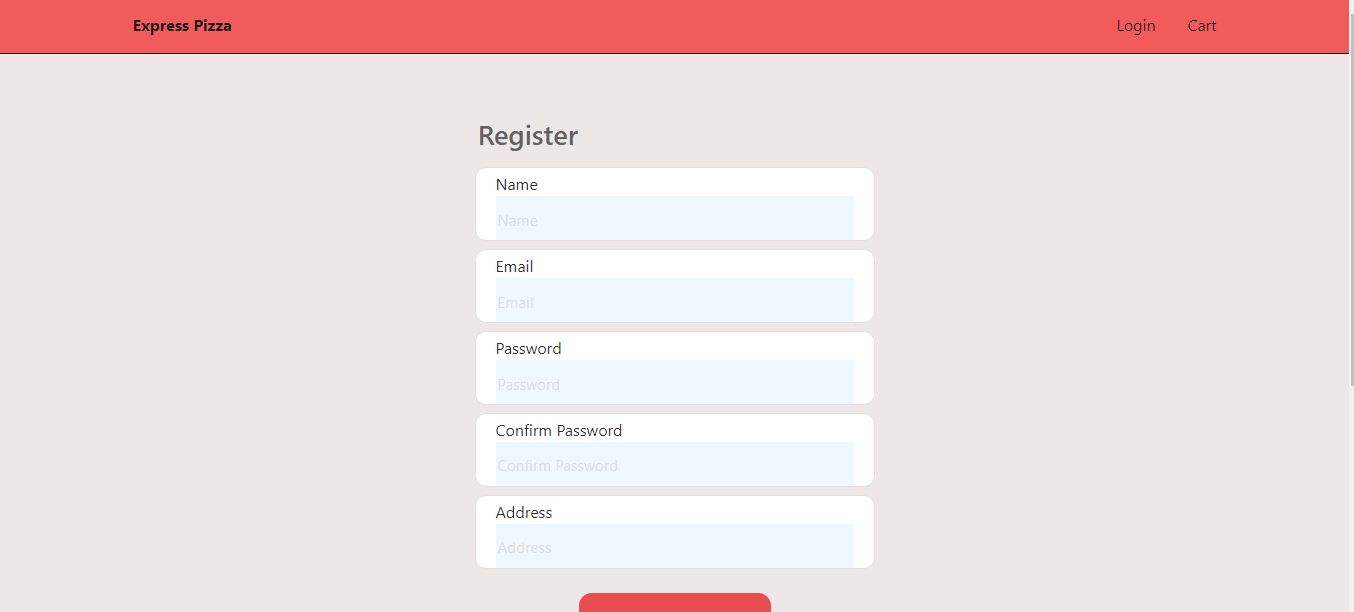 Express Pizza
Login Cart
Register
Name
Name
Email
Email
Password
Password
Confirm Password
Confirm Password
Address
Address